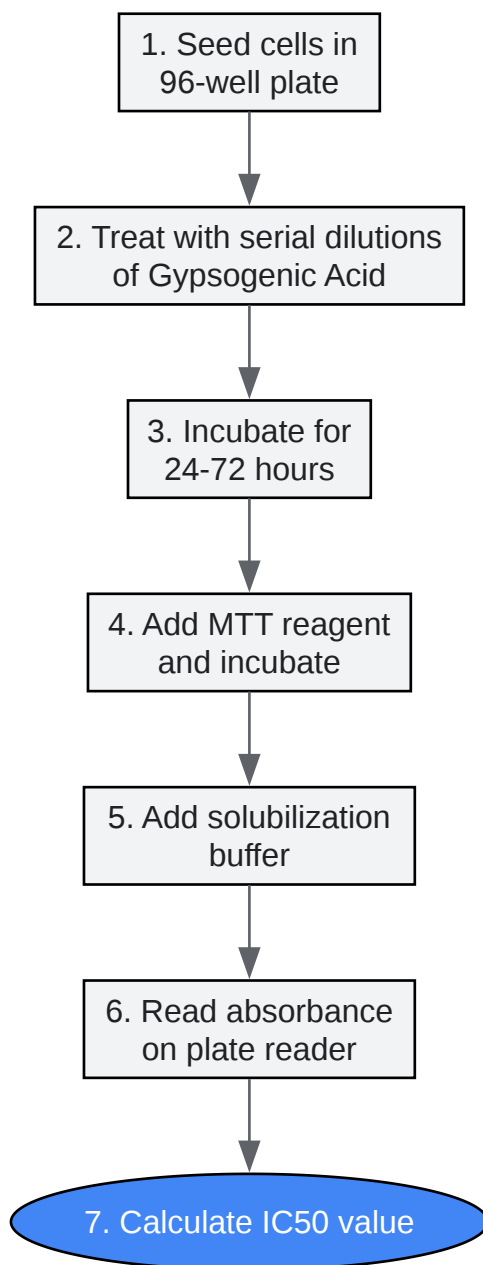 1. Seed cells in
96-well plate
2. Treat with serial dilutions
of Gypsogenic Acid
3. Incubate for
24-72 hours
4. Add MTT reagent
and incubate
5. Add solubilization
buffer
6. Read absorbance
on plate reader
7. Calculate IC50 value